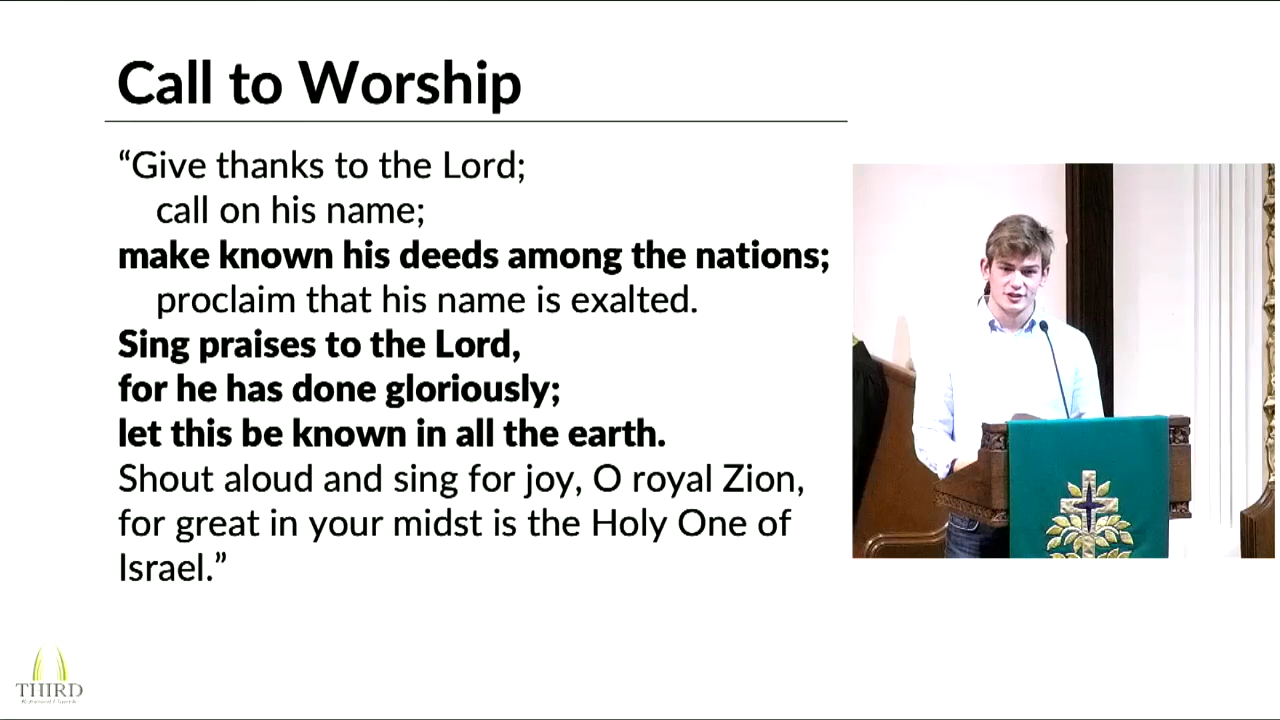 Call to Worship
“Give thanks to the Lord;
call on his name;
make known his deeds among the nations;
proclaim that his name is exalted.
Sing praises to the Lord,
for he has done gloriously;
let this be known in all the earth.
Shout aloud and sing for joy, O royal Zion,
for great in your midst is the Holy One of
Israel.”
THIRD
Reformed Church